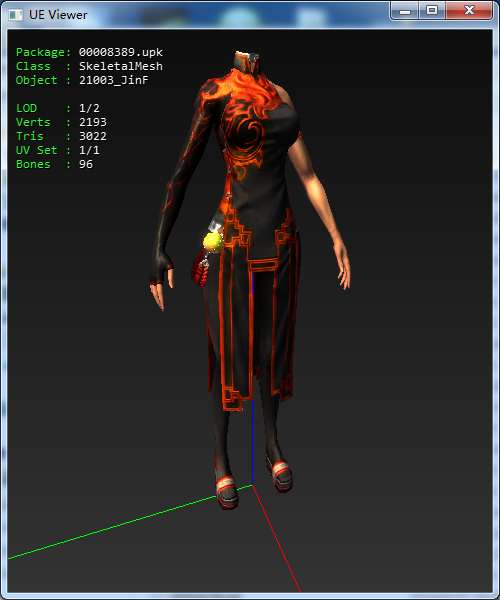 UE Viewer
Package: 00008389.upk
Class : SkeletalMesh
Object : 21003_JinF
LOD : 1/2
Verts : 2193
Tris : 3022
UV Set : 1/1
Bones : 96